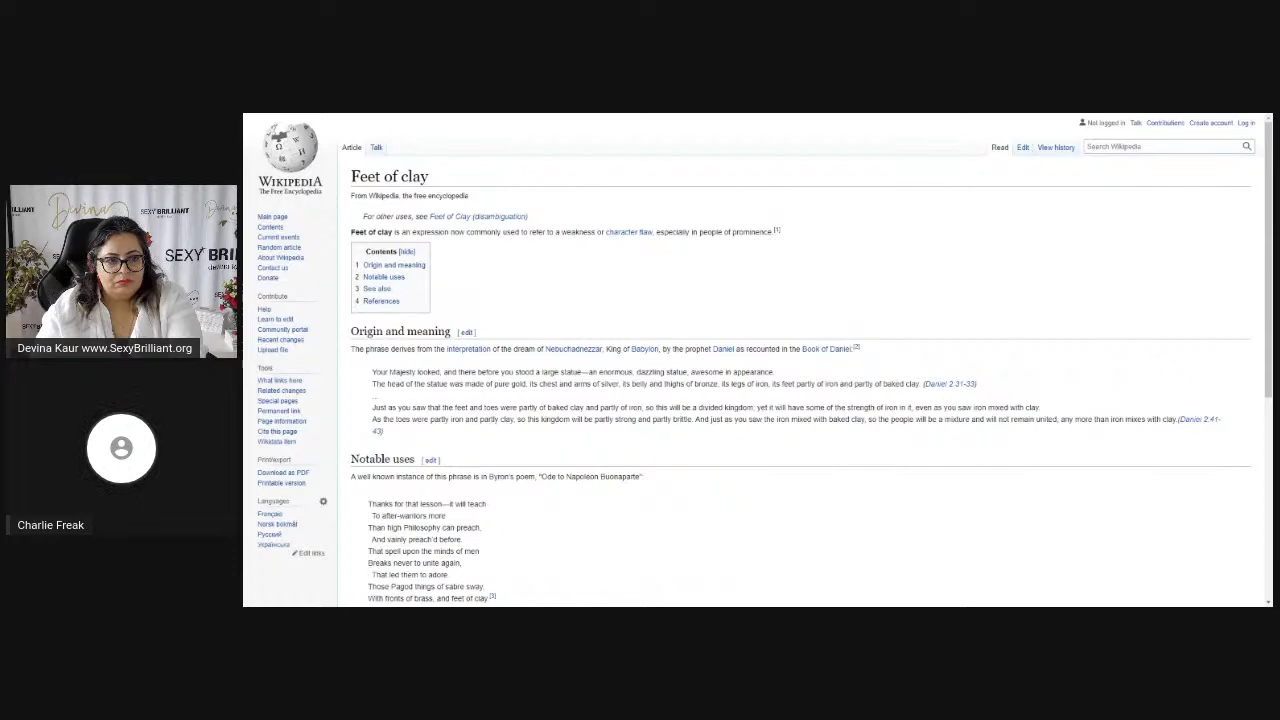 Devina Kaur www.SexyBrilliant.org
Charlie Freak
Divina
SEXY BRILLIANT
SEXY BRI
WIKIPEDIA
The Free Encyclopedia
Main page
Contents
Current events
Random article
About Wikipedia
Contact us
Donate
Contribute
Help
Learn to edit
Community portal
Recent changes
Upload file
Tools
What links here
Related changes
Special pages
Permanent link
Page information
Cite this page
Wikidata item
Print/export
Download as PDF
Printable version
Languages
Français
Norsk bokmål
Русский
Українська
Edit links
Not logged in Talk Contributions Create account Log in
Article Talk
Read Edit View history Search Wikipedia
Feet of clay
From Wikipedia, the free encyclopedia
For other uses, see Feet of Clay (disambiguation)
Feet of clay is an expression now commonly used to refer to a weakness or character flaw, especially in people of prominence.[1]
Contents [hide]
1 Origin and meaning
2 Notable uses
3 See also
4 References
Origin and meaning [ edit ]
The phrase derives from the interpretation of the dream of Nebuchadnezzar, King of Babylon, by the prophet Daniel as recounted in the Book of Daniel:[2]
Your Majesty looked, and there before you stood a large statue—an enormous, dazzling statue, awesome in appearance.
The head of the statue was made of pure gold, its chest and arms of silver, its belly and thighs of bronze, its legs of iron, its feet partly of iron and partly of baked clay. (Daniel 2:31-33)
...
Just as you saw that the feet and toes were partly of baked clay and partly of iron, so this will be a divided kingdom; yet it will have some of the strength of iron in it, even as you saw iron mixed with clay.
As the toes were partly iron and partly clay, so this kingdom will be partly strong and partly brittle. And just as you saw the iron mixed with baked clay, so the people will be a mixture and will not remain united, any more than iron mixes with clay.(Daniel 2:41-
43)
Notable uses [ edit ]
A well known instance of this phrase is in Byron's poem, "Ode to Napoleon Buonaparte":
Thanks for that lesson—it will teach
To after-warriors more
Than high Philosophy can preach,
And vainly preach'd before.
That spell upon the minds of men
Breaks never to unite again,
That led them to adore
Those Pagod things of sabre sway,
With fronts of brass, and feet of clay.[3]